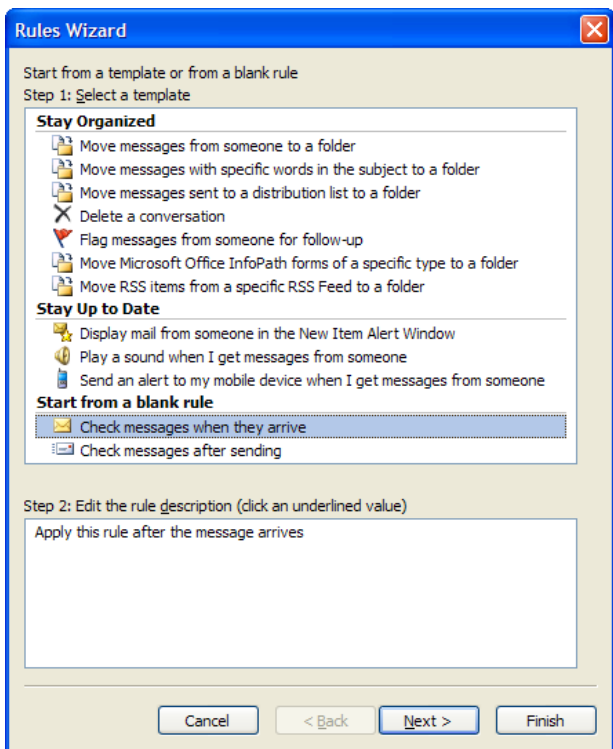 Rules Wizard
Start from a template or from a blank rule
Step 1: Select a template
Stay Organized
Move messages from someone to a folder
Move messages with specific words in the subject to a folder
Move messages sent to a distribution list to a folder
Delete a conversation
Flag messages from someone for follow-up
Move Microsoft Office InfoPath forms of a specific type to a folder
Move RSS items from a specific RSS Feed to a folder
Stay Up to Date
Display mail from someone in the New Item Alert Window
Play a sound when I get messages from someone
Send an alert to my mobile device when I get messages from someone
Start from a blank rule
Check messages when they arrive
Check messages after sending
Step 2: Edit the rule description (click an underlined value)
Apply this rule after the message arrives
Cancel < Back Next > Finish